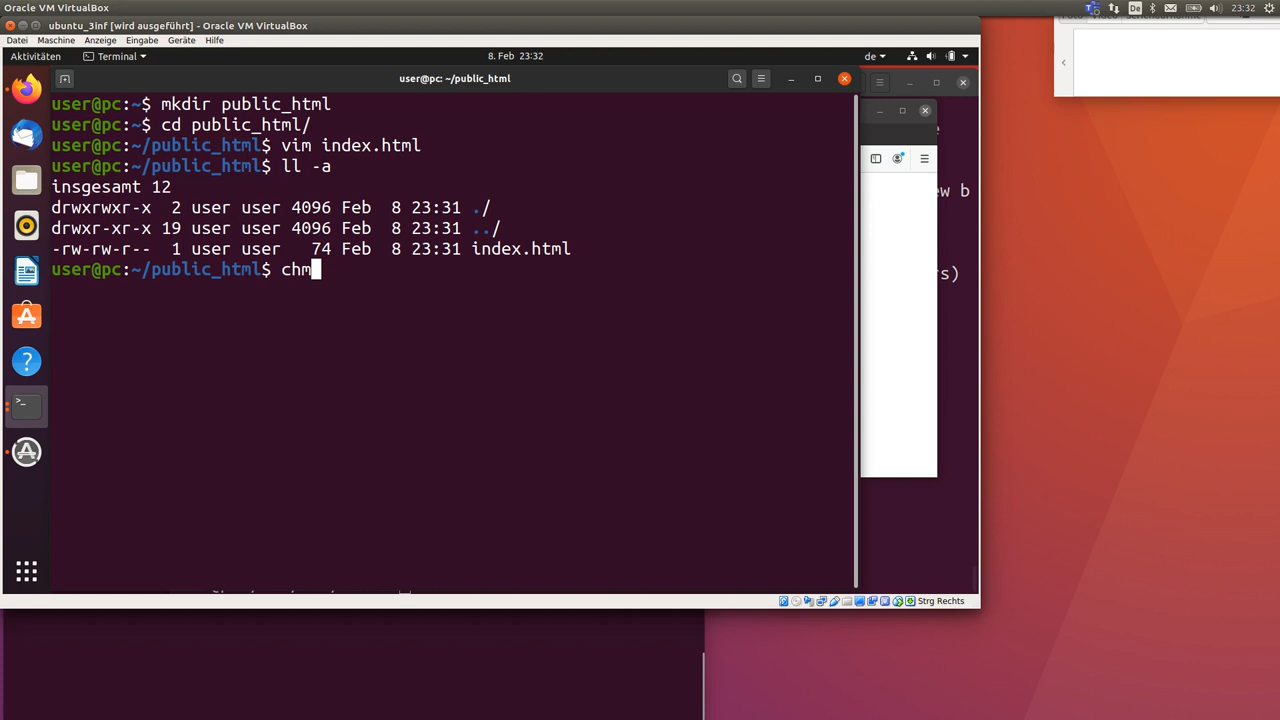 Oracle VM VirtualBox
De
23:32
ubuntu_3inf [wird ausgeführt] - Oracle VM VirtualBox
Datei Maschine Anzeige Eingabe Geräte Hilfe
Aktivitäten
Terminal
8. Feb 23:32
de
user@pc: ~/public_html
user@pc:~$ mkdir public_html
user@pc:~$ cd public_html/
user@pc:~/public_html$ vim index.html
user@pc:~/public_html$ ll -a
insgesamt 12
drwxrwxr-x 2 user user 4096 Feb 8 23:31 ./
drwxr-xr-x 19 user user 4096 Feb 8 23:31 ../
-rw-rw-r-- 1 user user 74 Feb 8 23:31 index.html
user@pc:~/public_html$ chm
ew b
rs)
Strg Rechts